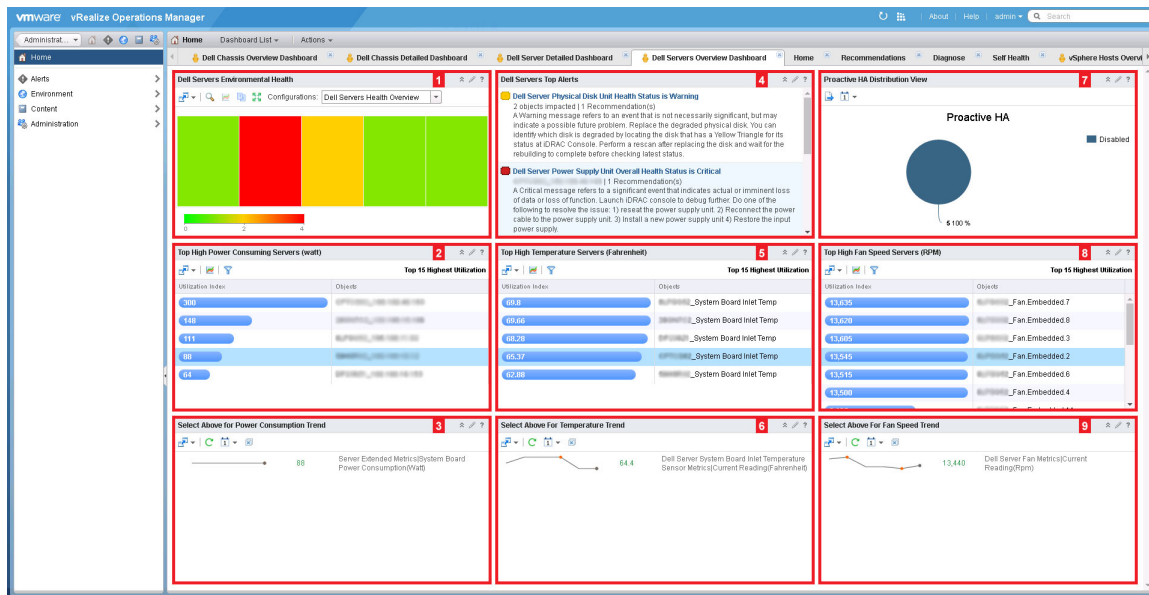 vmware vRealize Operations Manager
About Help admin Search
Administrat...
Home Dashboard List Actions
Home
Dell Chassis Overview Dashboard Dell Chassis Detailed Dashboard Dell Server Detailed Dashboard Dell Servers Overview Dashboard Home Recommendations Diagnose Self Health vSphere Hosts Overvi
Alerts
Environment
Content
Administration
Dell Servers Environmental Health 1
Configurations: Dell Servers Health Overview
0 2 4
Dell Servers Top Alerts 4
Dell Server Physical Disk Unit Health Status is Warning
2 objects impacted | 1 Recommendation(s)
A Warning message refers to an event that is not necessarily significant, but may
indicate a possible future problem. Replace the degraded physical disk. You can
identify which disk is degraded by locating the disk that has a Yellow Triangle for its
status at iDRAC Console. Perform a rescan after replacing the disk and wait for the
rebuilding to complete before checking latest status.
Dell Server Power Supply Unit Overall Health Status is Critical
| 1 Recommendation(s)
A Critical message refers to a significant event that indicates actual or imminent loss
of data or loss of function. Launch iDRAC console to debug further. Do one of the
following to resolve the issue: 1) reseat the power supply unit. 2) Reconnect the power
cable to the power supply unit. 3) Install a new power supply unit 4) Restore the input
power supply.
Proactive HA Distribution View 7
Proactive HA
Disabled
5 100 %
Top High Power Consuming Servers (watt) 2
Top 15 Highest Utilization
Utilization Index Objects
300
148
111
88
64
Top High Temperature Servers (Fahrenheit) 5
Top 15 Highest Utilization
Utilization Index Objects
69.8 _System Board Inlet Temp
69.66 _System Board Inlet Temp
68.28 _System Board Inlet Temp
65.37 _System Board Inlet Temp
62.88 _System Board Inlet Temp
Top High Fan Speed Servers (RPM) 8
Top 15 Highest Utilization
Utilization Index Objects
13,635 _Fan.Embedded.7
13,620 _Fan.Embedded.8
13,605 _Fan.Embedded.3
13,545 _Fan.Embedded.2
13,515 _Fan.Embedded.6
13,500 _Fan.Embedded.4
Select Above for Power Consumption Trend 3
88 Server Extended Metrics|System Board
Power Consumption(Watt)
Select Above For Temperature Trend 6
64.4 Dell Server System Board Inlet Temperature
Sensor Metrics|Current Reading(Fahrenheit)
Select Above For Fan Speed Trend 9
13,440 Dell Server Fan Metrics|Current
Reading(Rpm)